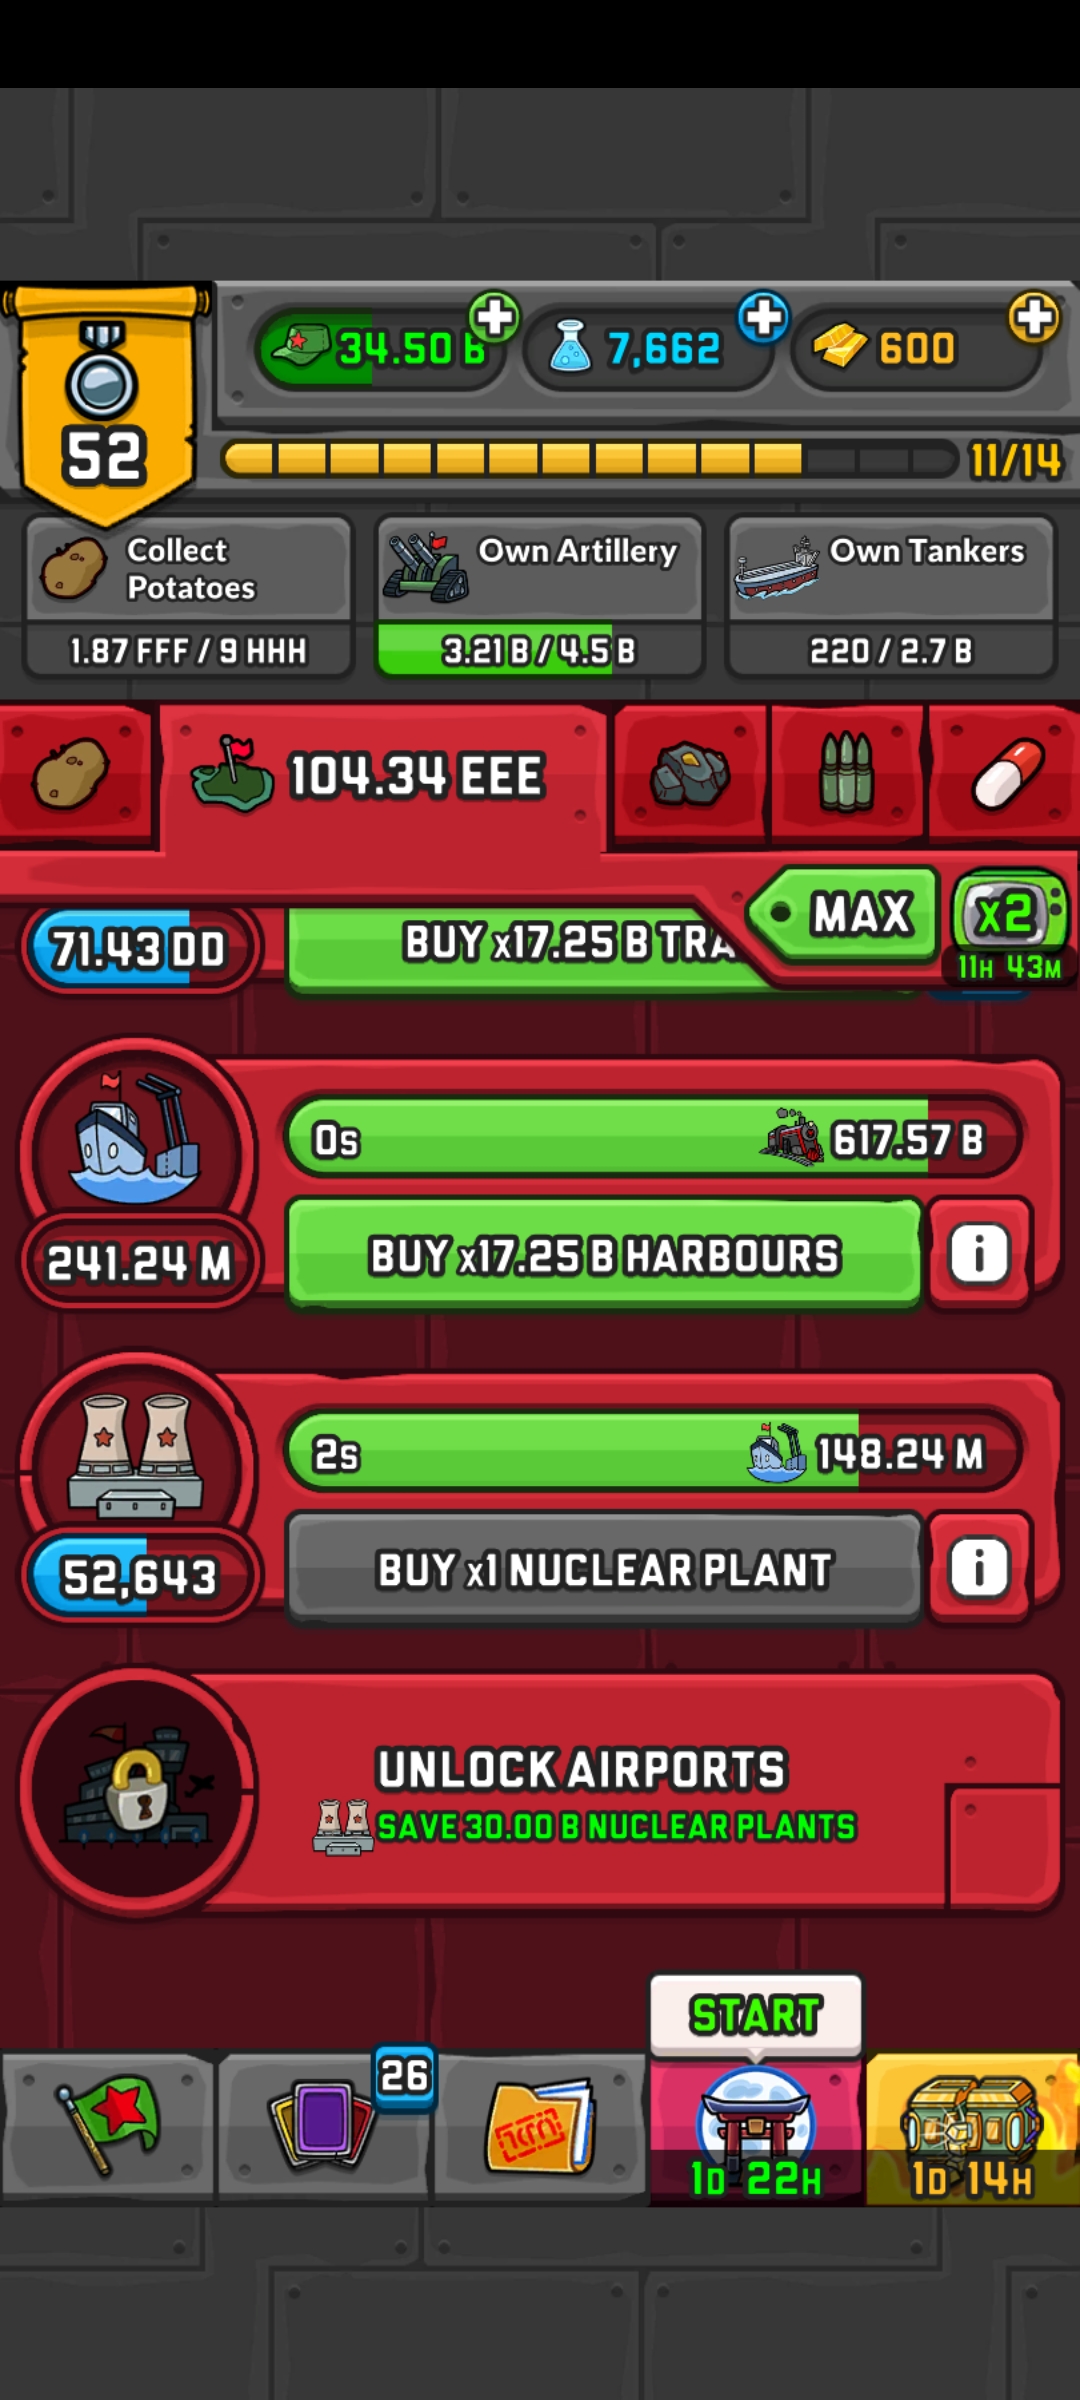 34.50 B
7,662
600
52
11/14
Collect
Potatoes
Own Artillery
Own Tankers
1.87 FFF / 9 HHH
3.21 B / 4.5 B
220 / 2.7 B
104.34 EEE
MAX
x2
11H 43M
71.43 DD
BUY x17.25 B TRA
0s
617.57 B
241.24 M
BUY x17.25 B HARBOURS
i
2s
148.24 M
52,643
BUY x1 NUCLEAR PLANT
i
UNLOCK AIRPORTS
SAVE 30.00 B NUCLEAR PLANTS
START
26
1D 22H
1D 14H